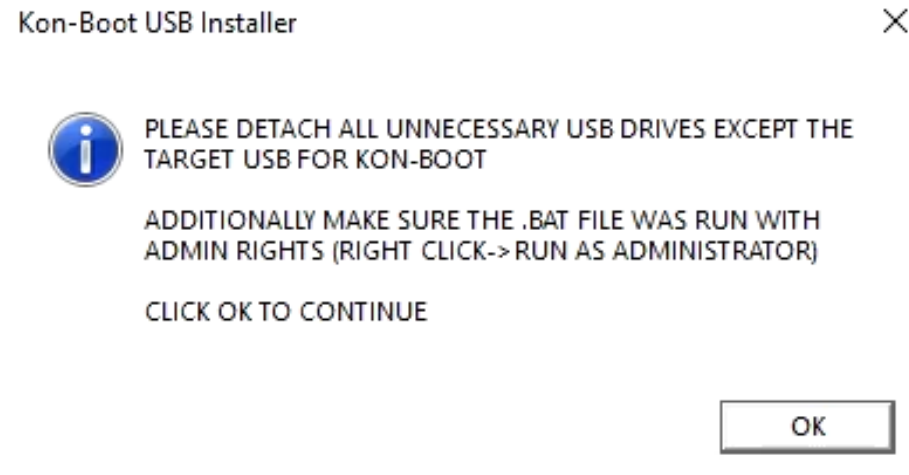 Kon-Boot USB Installer
PLEASE DETACH ALL UNNECESSARY USB DRIVES EXCEPT THE
TARGET USB FOR KON-BOOT
ADDITIONALLY MAKE SURE THE .BAT FILE WAS RUN WITH
ADMIN RIGHTS (RIGHT CLICK->RUN AS ADMINISTRATOR)
CLICK OK TO CONTINUE
OK